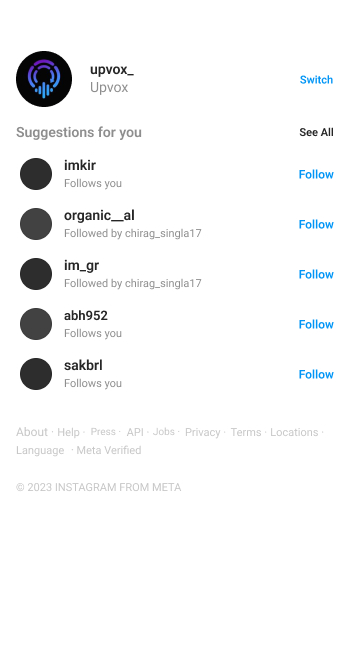 upvox_
Upvox
Switch
Suggestions for you
See All
imkir
Follows you
Follow
organic__al
Followed by chirag_singla17
Follow
im_gr
Followed by chirag_singla17
Follow
abh952
Follows you
Follow
sakbrl
Follows you
Follow
About · Help · Press · API · Jobs · Privacy · Terms · Locations ·
Language · Meta Verified
© 2023 INSTAGRAM FROM META